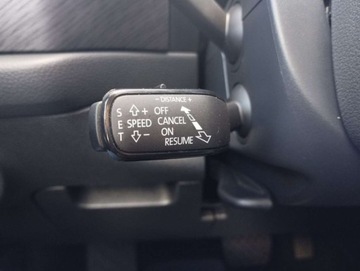 - DISTANCE +
S ⇧ + OFF
E SPEED CANCEL
T ⇩ - ON
RESUME